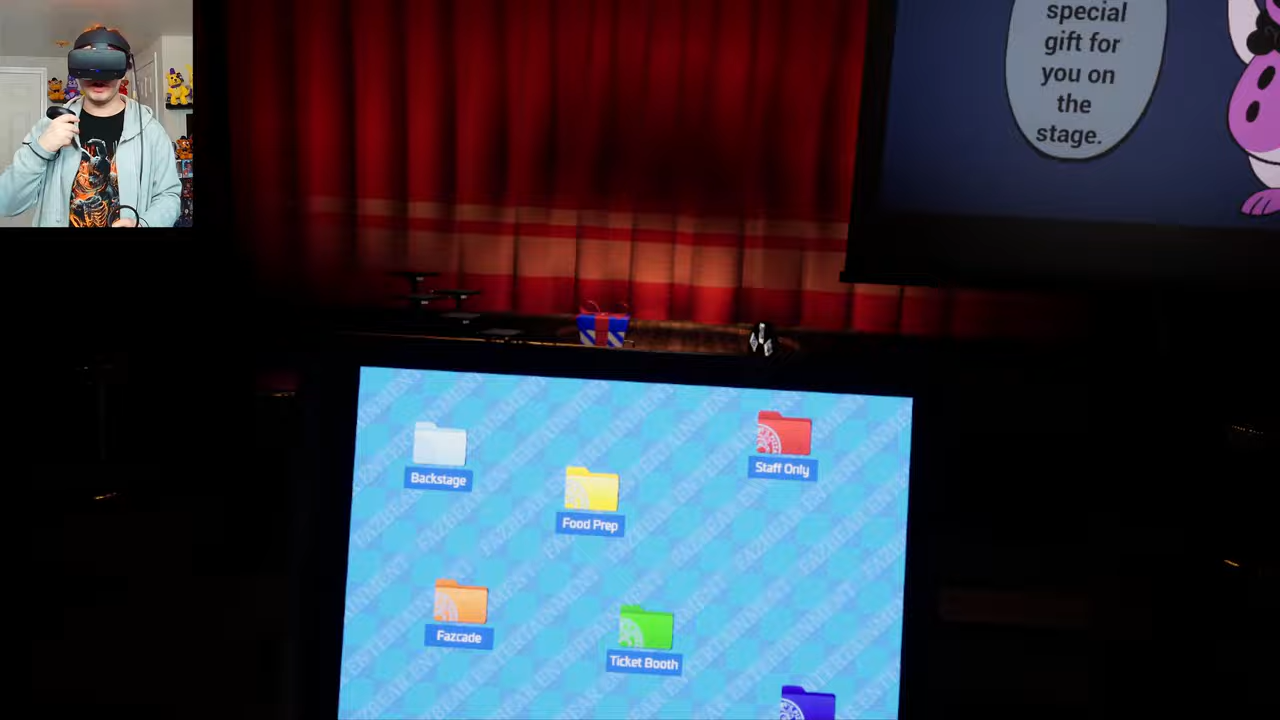 special
gift for
you on
the
stage.
Backstage
Staff Only
Food Prep
Fazcade
Ticket Booth